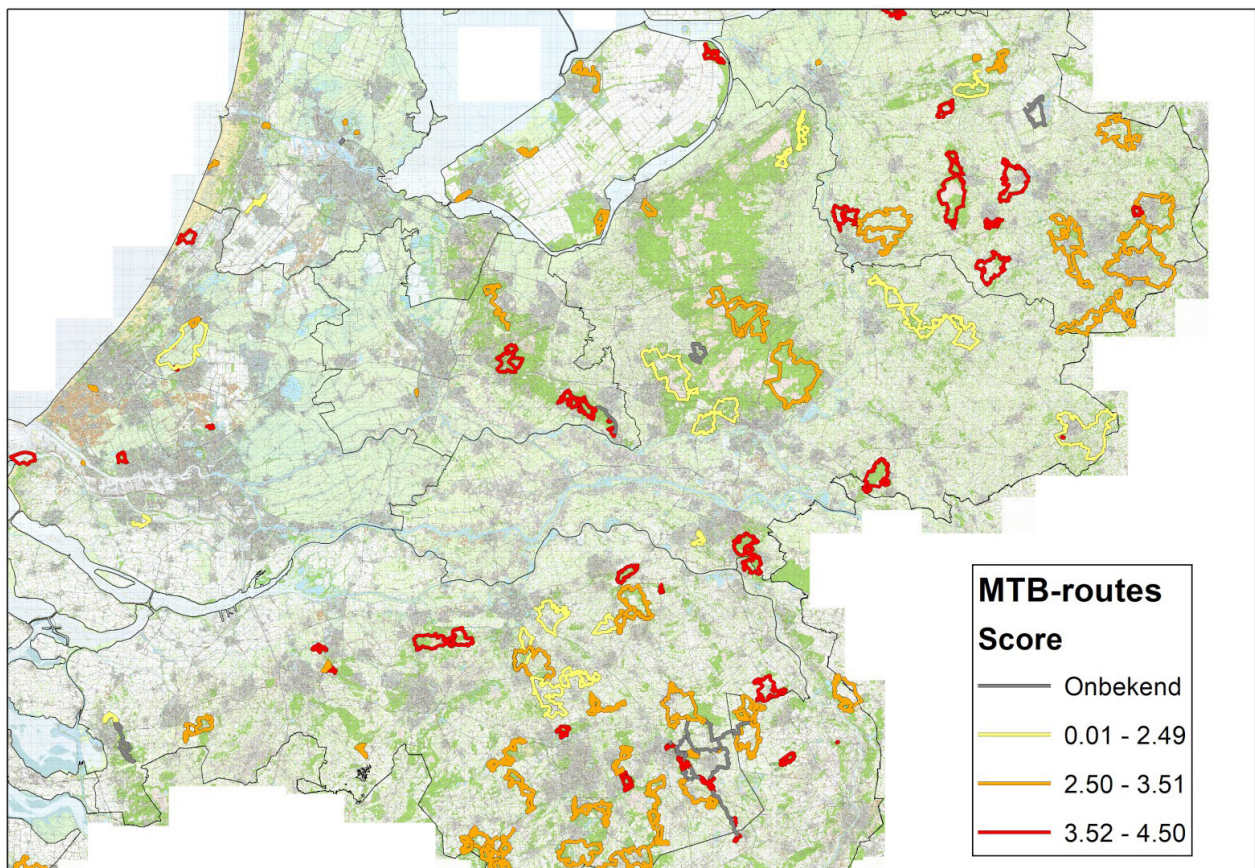 MTB-routes
Score
Onbekend
0.01 - 2.49
2.50 - 3.51
3.52 - 4.50